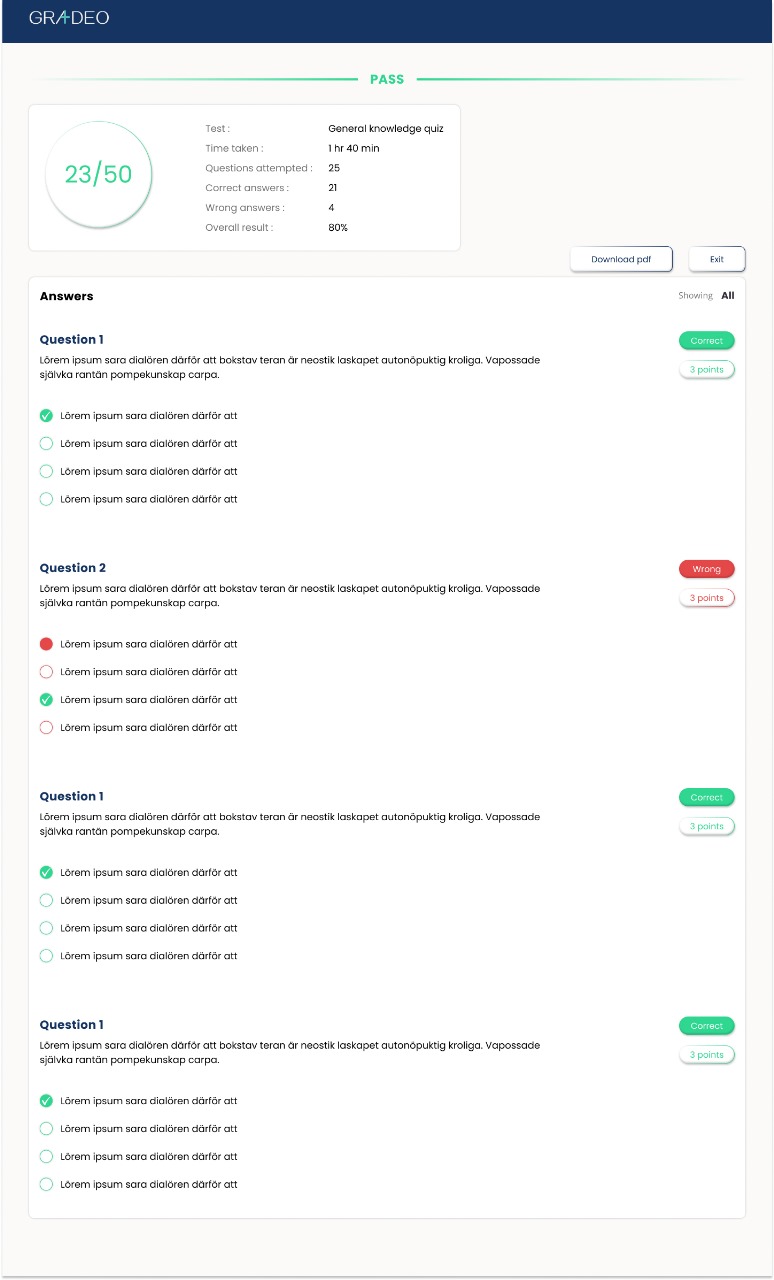 GRADEO
PASS
23/50
Test : General knowledge quiz
Time taken : 1 hr 40 min
Questions attempted : 25
Correct answers : 21
Wrong answers : 4
Overall result : 80%
Download pdf Exit
Answers Showing All
Question 1 Correct
Lörem ipsum sara dialören därför att bokstav teran är neostik laskapet autonöpuktig kroliga. Vapossade
självka rantän pompekunskap carpa.
3 points
Lörem ipsum sara dialören därför att
Lörem ipsum sara dialören därför att
Lörem ipsum sara dialören därför att
Lörem ipsum sara dialören därför att
Question 2 Wrong
Lörem ipsum sara dialören därför att bokstav teran är neostik laskapet autonöpuktig kroliga. Vapossade
självka rantän pompekunskap carpa.
3 points
Lörem ipsum sara dialören därför att
Lörem ipsum sara dialören därför att
Lörem ipsum sara dialören därför att
Lörem ipsum sara dialören därför att
Question 1 Correct
Lörem ipsum sara dialören därför att bokstav teran är neostik laskapet autonöpuktig kroliga. Vapossade
självka rantän pompekunskap carpa.
3 points
Lörem ipsum sara dialören därför att
Lörem ipsum sara dialören därför att
Lörem ipsum sara dialören därför att
Lörem ipsum sara dialören därför att
Question 1 Correct
Lörem ipsum sara dialören därför att bokstav teran är neostik laskapet autonöpuktig kroliga. Vapossade
självka rantän pompekunskap carpa.
3 points
Lörem ipsum sara dialören därför att
Lörem ipsum sara dialören därför att
Lörem ipsum sara dialören därför att
Lörem ipsum sara dialören därför att